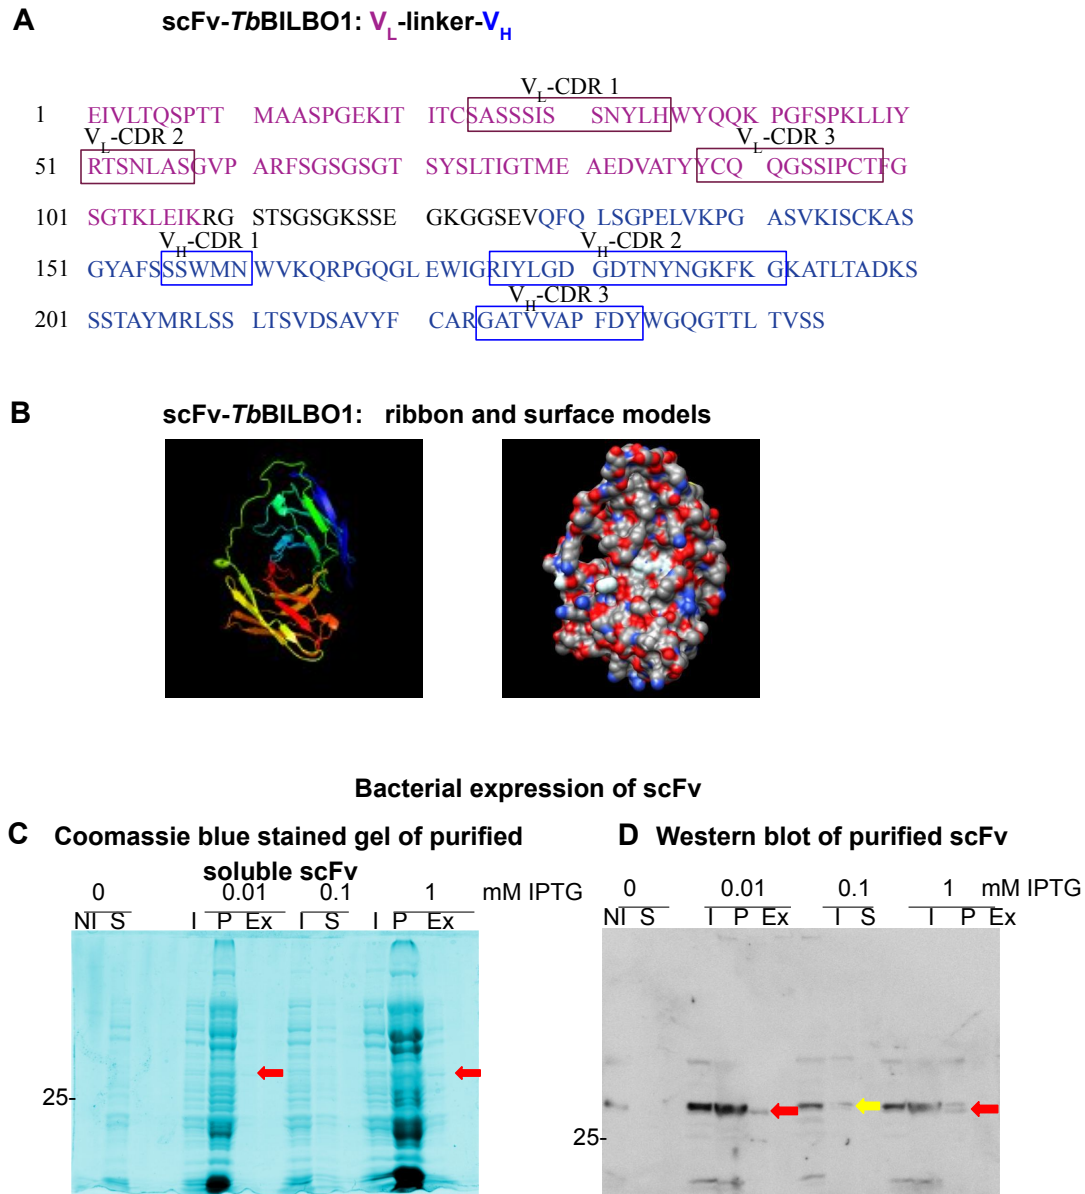 A scFv-TbBILBO1: VL-linker-VH
VL-CDR 1
1 EIVLTQSPTT MAASPGEKIT ITCSASSSIS SNYLHWYQQK PGFSPKLLIY
VL-CDR 2 VL-CDR 3
51 RTSNLASGVP ARFSGSGSGT SYSLTIGTME AEDVATYYCQ QGSSIPCTFG
101 SGTKLEIKRG STSGSGKSSE GKGGSEVQFQ LSGPELVKPG ASVKISCKAS
VH-CDR 1 VH-CDR 2
151 GYAFSSSWMN WVKQRPGQGL EWIGRIYLGD GDTNYNGKFK GKATLTADKS
VH-CDR 3
201 SSTAYMRLSS LTSVDSAVYF CARGATVVAP FDYWGQGTTL TVSS
B scFv-TbBILBO1: ribbon and surface models
Bacterial expression of scFv
C Coomassie blue stained gel of purified
soluble scFv
0 0.01 0.1 1 mM IPTG
NI S I P Ex I S I P Ex
25-
D Western blot of purified scFv
0 0.01 0.1 1 mM IPTG
NI S I P Ex I S I P Ex
25-